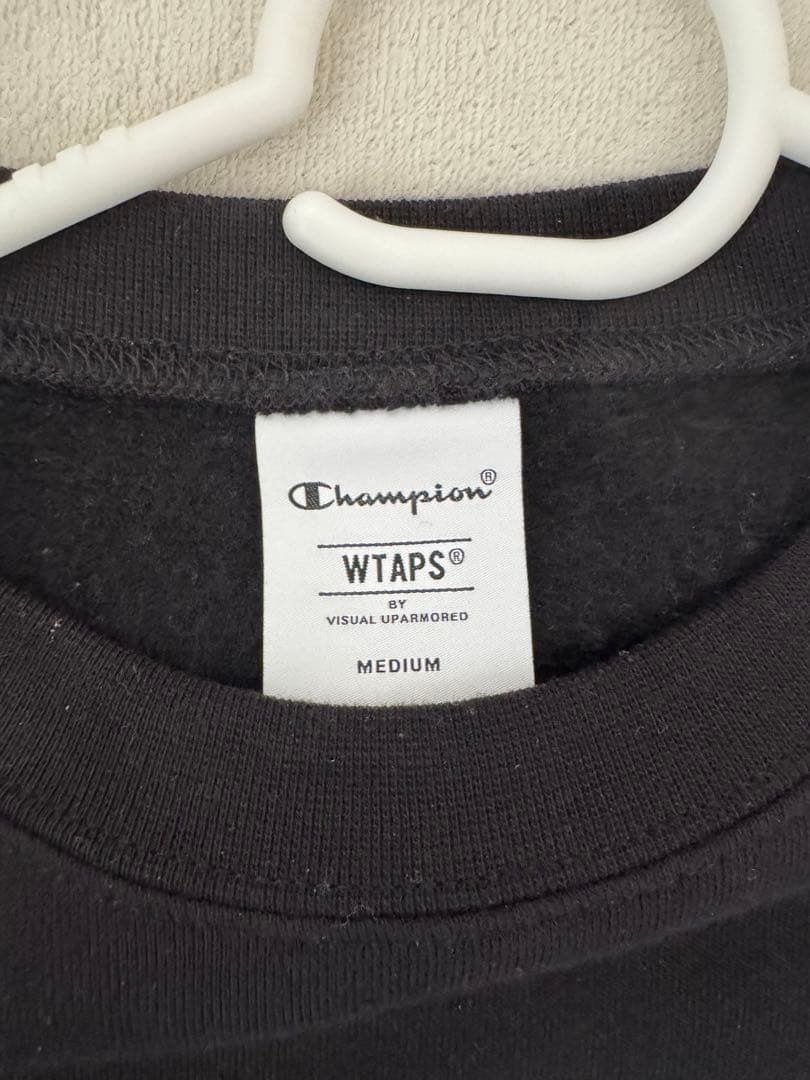 Champion®
WTAPS®
BY
VISUAL UPARMORED
MEDIUM